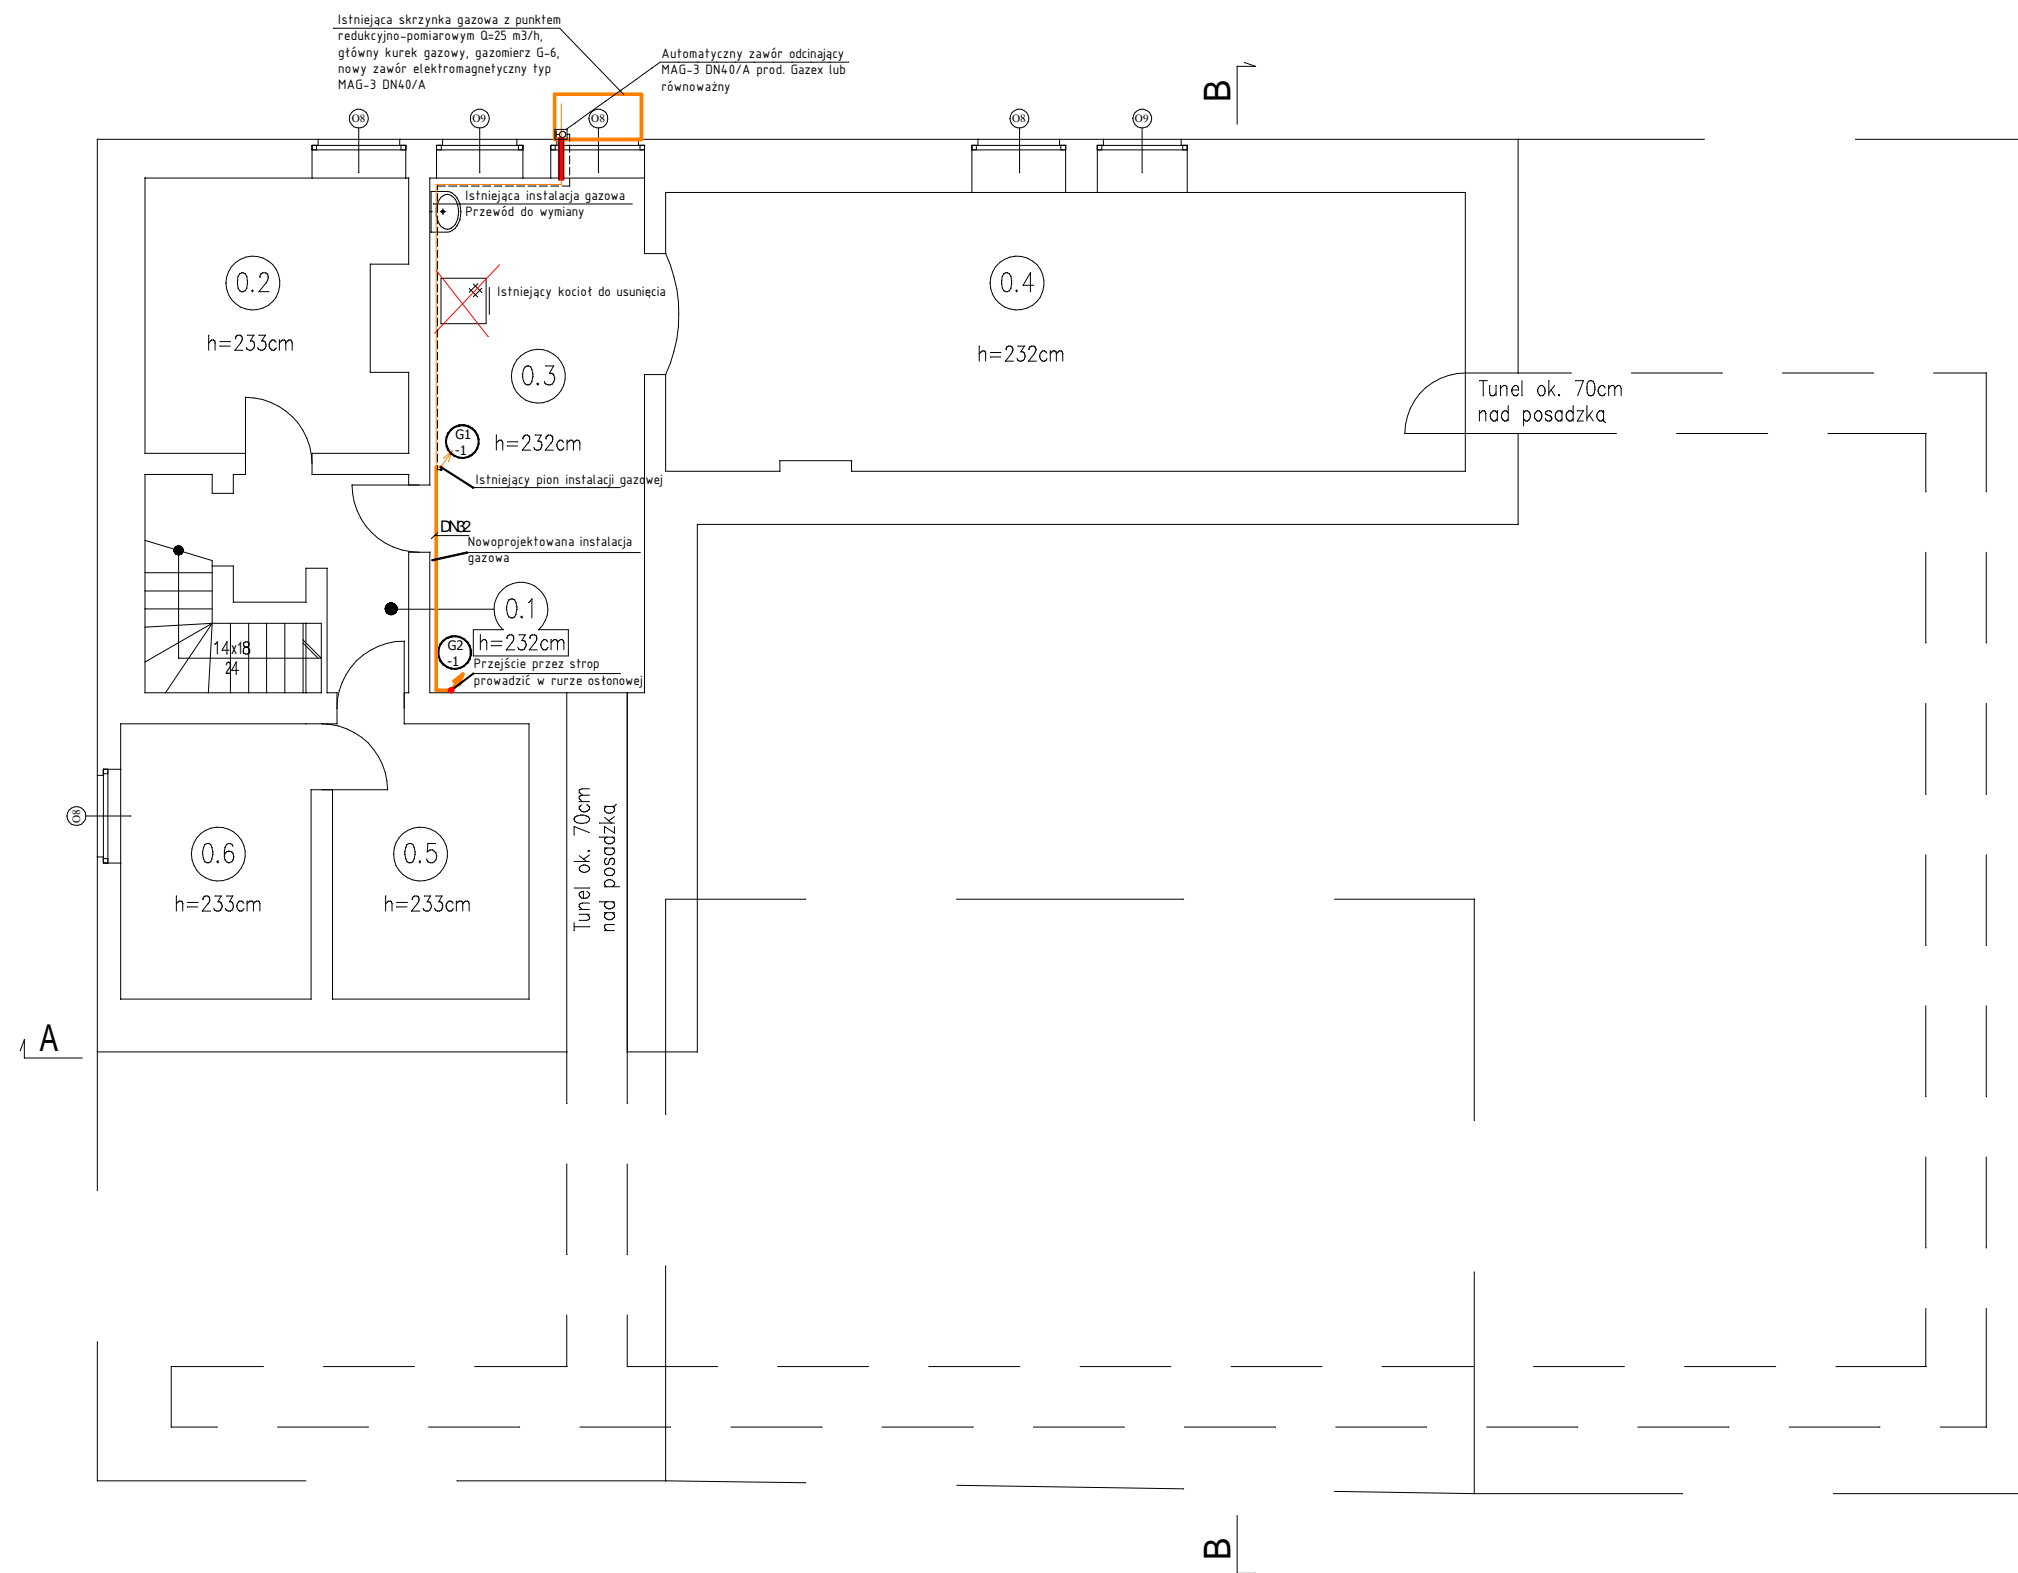 Istniejąca skrzynka gazowa z punktem
redukcyjno-pomiarowym Q=25 m3/h,
główny kurek gazowy, gazomierz G-6,
nowy zawór elektromagnetyczny typ
MAG-3 DN40/A
Automatyczny zawór odcinający
MAG-3 DN40/A prod. Gazex lub
równoważny
B
O8
O9
O8
O8
O9
Istniejąca instalacja gazowa
Przewód do wymiany
0.2
h=233cm
Istniejący kocioł do usunięcia
0.3
h=232cm
0.4
h=232cm
Tunel ok. 70cm
nad posadzką
G1
-1
Istniejący pion instalacji gazowej
DN32
Nowoprojektowana instalacja
gazowa
0.1
h=232cm
G2
-1
Przejście przez strop
prowadzić w rurze osłonowej
14x18
24
O8
0.6
h=233cm
0.5
h=233cm
Tunel ok. 70cm
nad posadzką
A
B